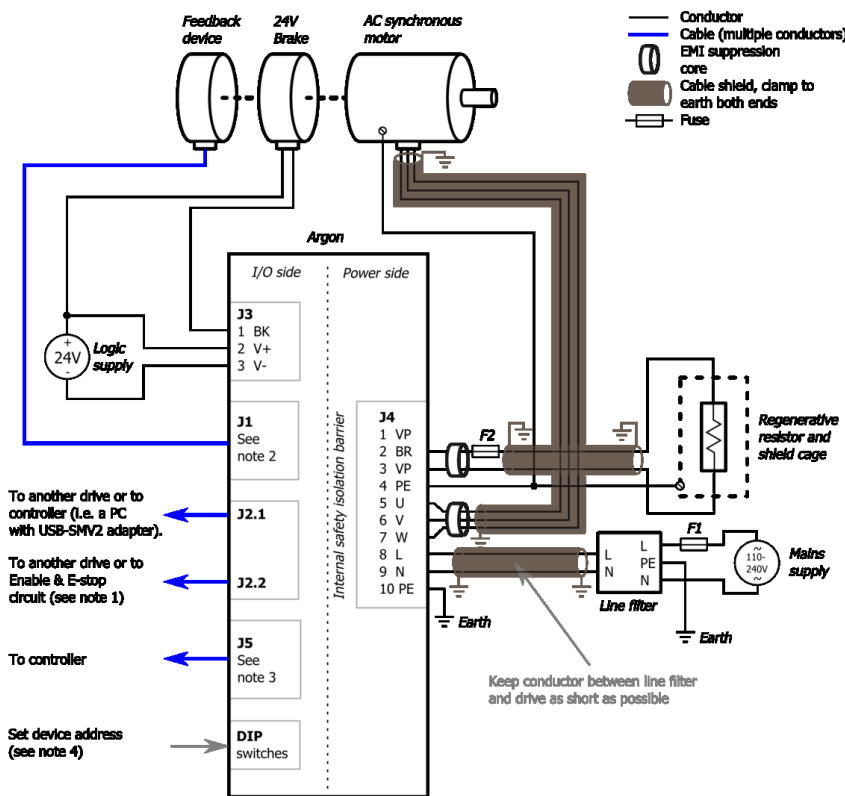 Feedback
device
24V
Brake
AC synchronous
motor
Conductor
Cable (multiple conductors)
EMI suppression
core
Cable shield, clamp to
earth both ends
Fuse
Argon
I/O side
Power side
J3
1 BK
2 V+
3 V-
+
24V
-
Logic
supply
J1
See
note 2
Internal safety isolation barrier
J4
1 VP
2 BR
3 VP
4 PE
5 U
6 V
7 W
8 L
9 N
10 PE
F2
Regenerative
resistor and
shield cage
To another drive or to
controller (i.e. a PC
with USB-SMV2 adapter).
J2.1
To another drive or to
Enable & E-stop
circuit (see note 1)
J2.2
L
N
L
PE
N
Line filter
F1
~
110-
240V
~
Mains
supply
Earth
Earth
To controller
J5
See
note 3
Keep conductor between line filter
and drive as short as possible
Set device address
(see note 4)
DIP
switches